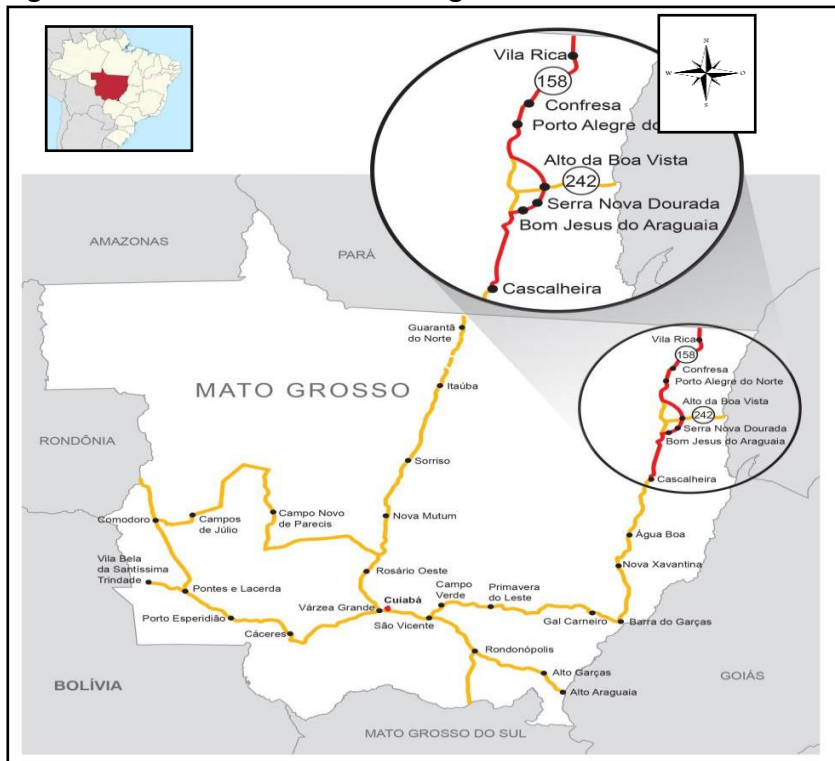 N
W
O
S
Vila Rica
158
Confresa
Porto Alegre do
Alto da Boa Vista
242
Serra Nova Dourada
Bom Jesus do Araguaia
Cascalheira
AMAZONAS
PARÁ
Guarantã
do Norte
Vila Rica
158
Confresa
Porto Alegre do Norte
Alto da Boa Vista
242
Serra Nova Dourada
Bom Jesus do Araguaia
Cascalheira
MATO GROSSO
Itaúba
RONDÔNIA
Sorriso
Comodoro
Campos
de Júlio
Campo Novo
de Parecis
Nova Mutum
Água Boa
Nova Xavantina
Vila Bela
da Santíssima
Trindade
Pontes e Lacerda
Rosário Oeste
Cuiabá
Várzea Grande
São Vicente
Campo
Verde
Primavera
do Leste
Gal Carneiro
Barra do Garças
Porto Esperidião
Cáceres
Rondonópolis
Alto Garças
Alto Araguaia
BOLÍVIA
GOIÁS
MATO GROSSO DO SUL